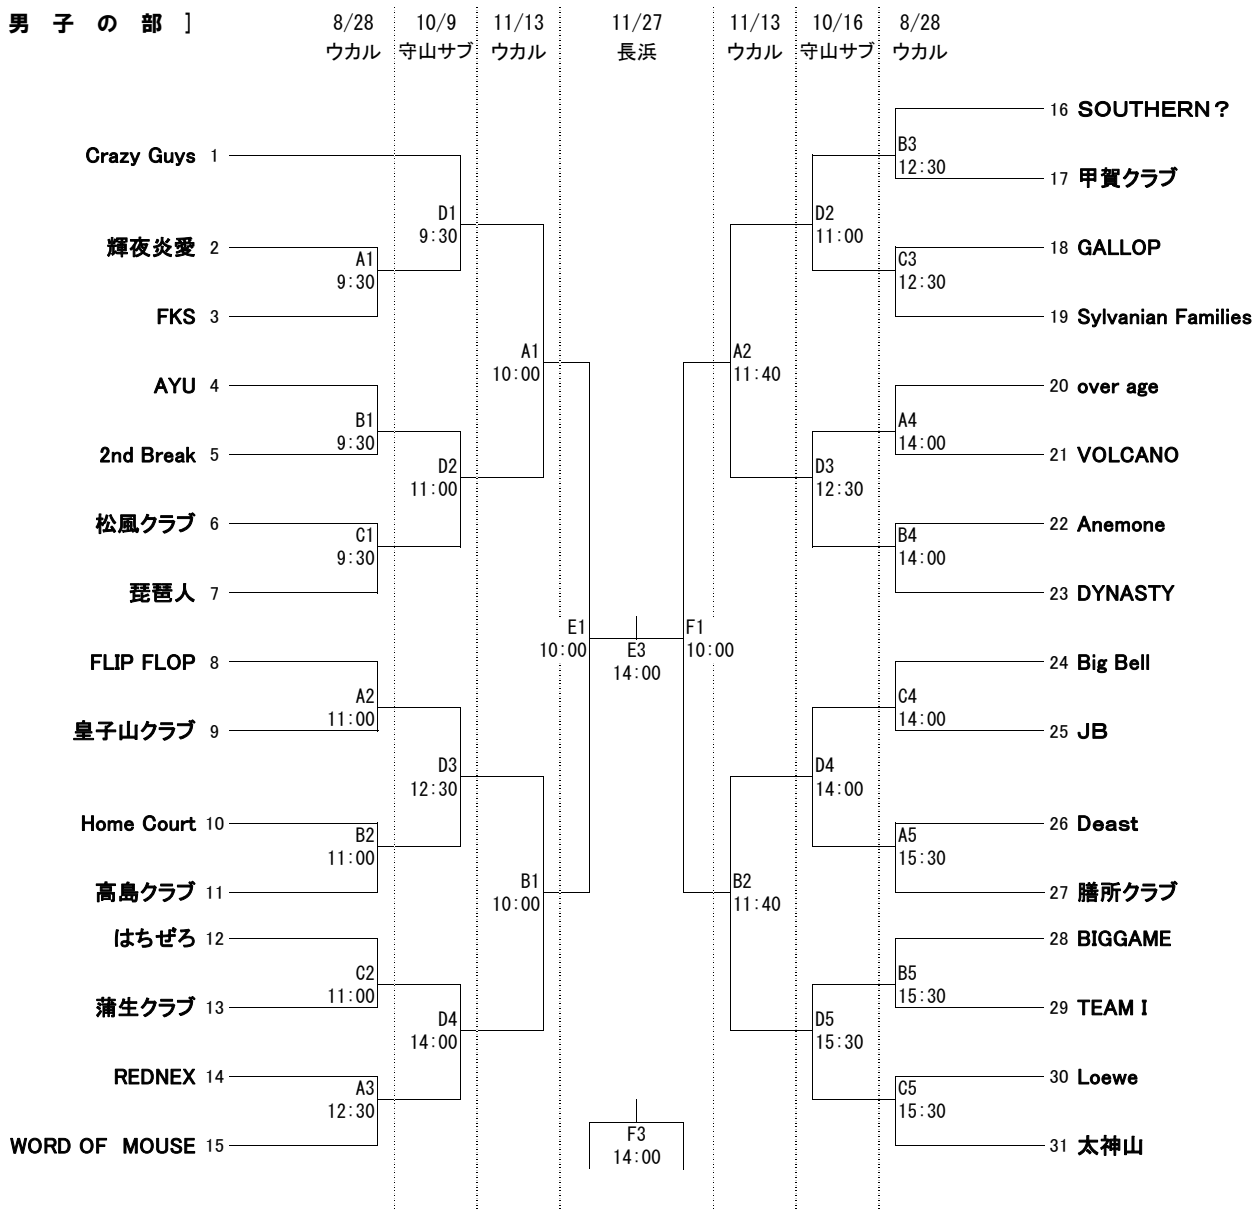 男 子 の 部 ］
8/28 10/9 11/13 11/27 11/13 10/16 8/28
ウカル 守山サブ ウカル 長浜 ウカル 守山サブ ウカル
16 SOUTHERN？
B3
Crazy Guys 1
12:30
17 甲賀クラブ
D1 D2
9:30 11:00
輝夜炎愛 2
18 GALLOP
A1 C3
9:30 12:30
FKS 3
19 Sylvanian Families
A1 A2
10:00 11:40
AYU 4
20 over age
B1 A4
9:30 14:00
2nd Break 5
21 VOLCANO
D2 D3
11:00 12:30
松風クラブ 6
22 Anemone
C1 B4
9:30 14:00
琵琶人 7
23 DYNASTY
E1 F1
10:00 E3 10:00
14:00
FLIP FLOP 8
24 Big Bell
A2 C4
11:00 14:00
皇子山クラブ 9
25 JB
D3 D4
12:30 14:00
Home Court 10
26 Deast
B2 A5
11:00 15:30
高島クラブ 11
27 膳所クラブ
B1 B2
10:00 11:40
はちぜろ 12
28 BIGGAME
C2 B5
11:00 15:30
蒲生クラブ 13
29 TEAM I
D4 D5
14:00 15:30
REDNEX 14
30 Loewe
A3 C5
12:30 15:30
F3
WORD OF MOUSE 15
31 太神山
14:00